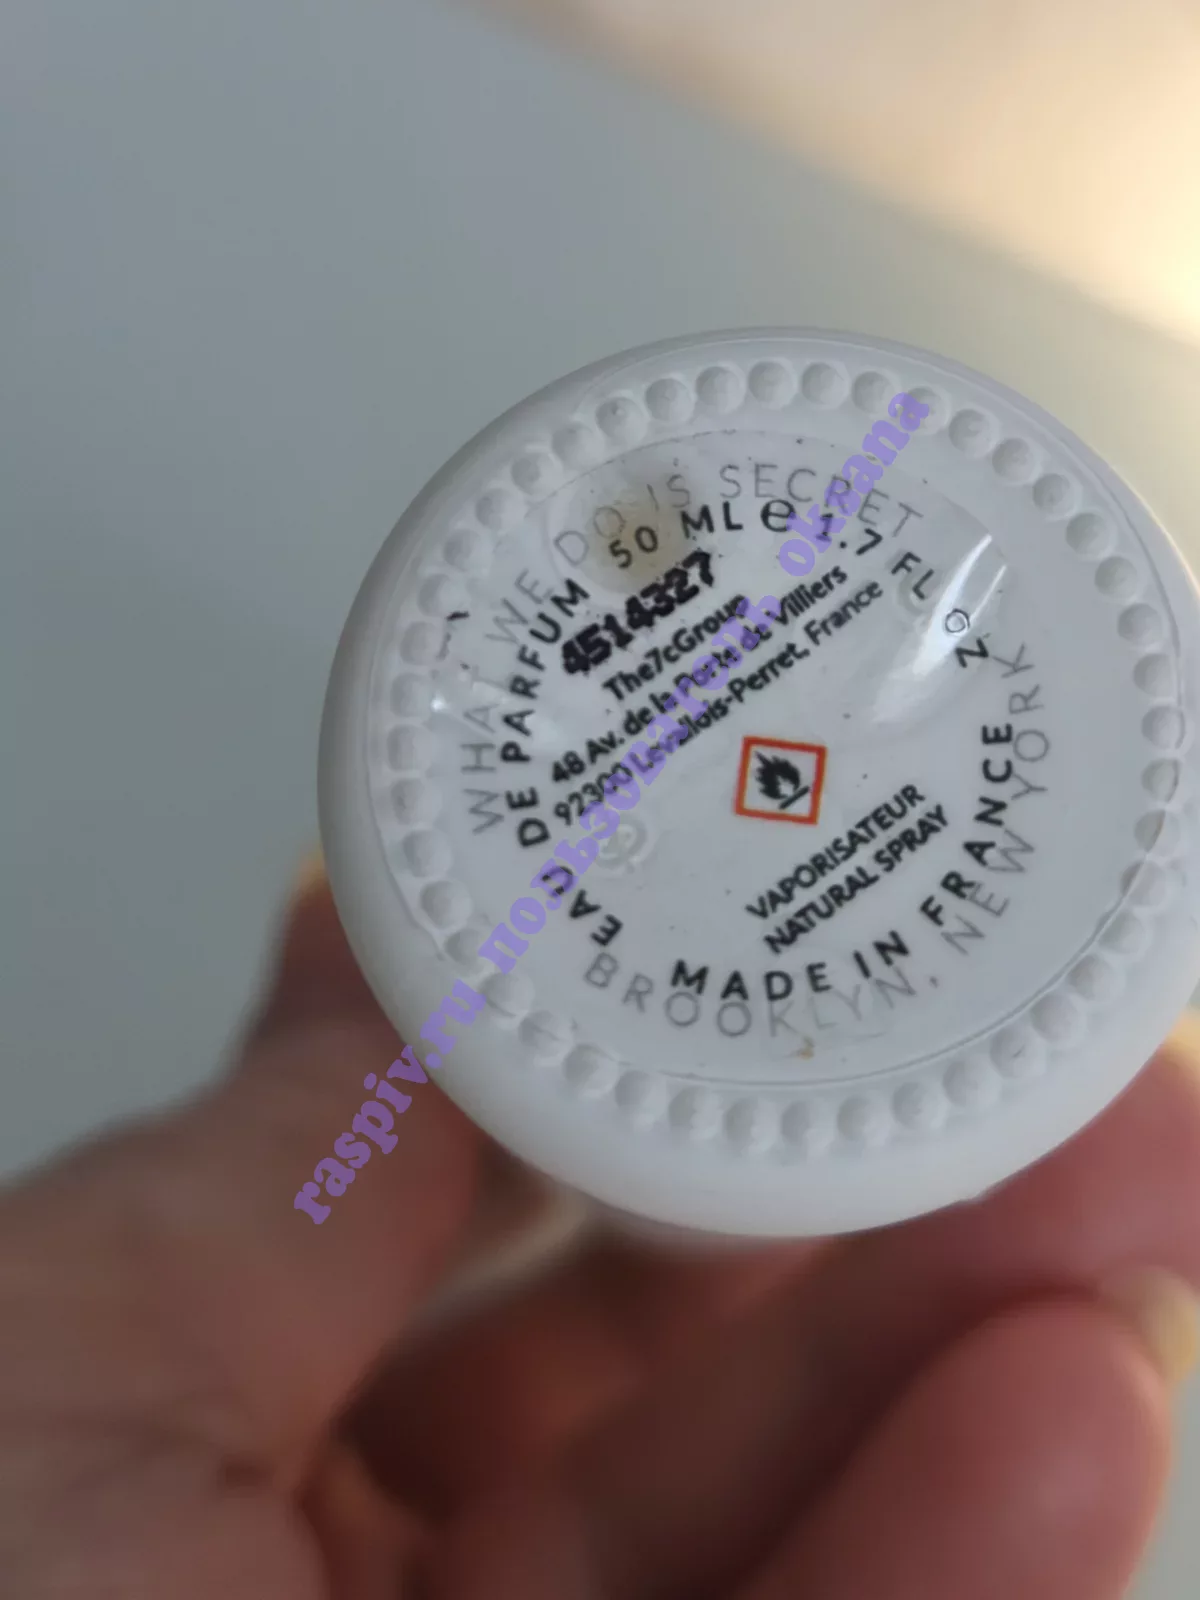 WHAT WE DO IS SECRET
BROOKLYN, NEW YORK
EAU DE PARFUM 50 ML e 1.7 FL OZ
4514327
The7cGroup
48 Av. de la Porte de Villiers
92300 Levallois-Perret, France
VAPORISATEUR
NATURAL SPRAY
MADE IN FRANCE
raspiv.ru пользователь oksana